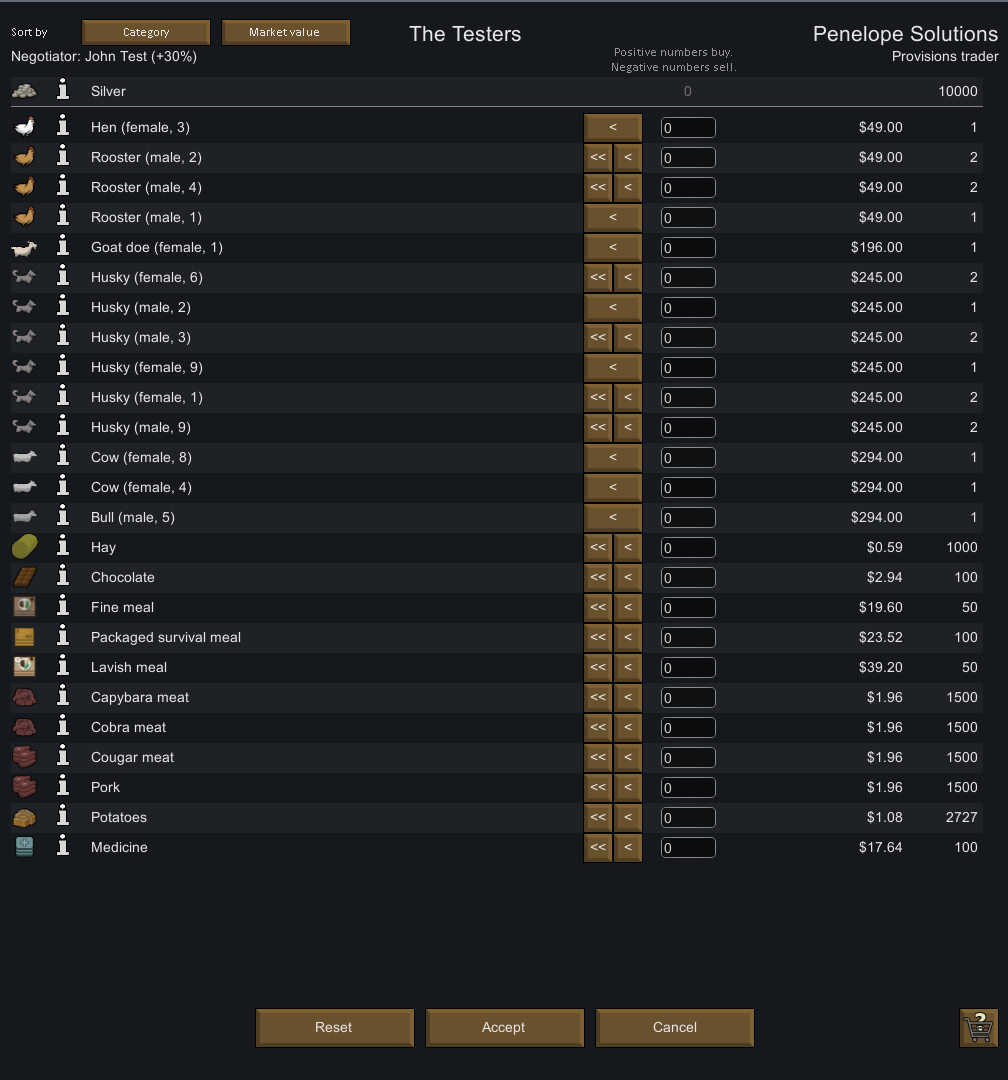 Sort by Category Market value The Testers Penelope Solutions
Negotiator: John Test (+30%) Provisions trader
Positive numbers buy.
Negative numbers sell.
Silver 0 10000
Hen (female, 3) < 0 $49.00 1
Rooster (male, 2) << < 0 $49.00 2
Rooster (male, 4) << < 0 $49.00 2
Rooster (male, 1) < 0 $49.00 1
Goat doe (female, 1) < 0 $196.00 1
Husky (female, 6) << < 0 $245.00 2
Husky (male, 2) < 0 $245.00 1
Husky (male, 3) << < 0 $245.00 2
Husky (female, 9) < 0 $245.00 1
Husky (female, 1) << < 0 $245.00 2
Husky (male, 9) << < 0 $245.00 2
Cow (female, 8) < 0 $294.00 1
Cow (female, 4) < 0 $294.00 1
Bull (male, 5) < 0 $294.00 1
Hay << < 0 $0.59 1000
Chocolate << < 0 $2.94 100
Fine meal << < 0 $19.60 50
Packaged survival meal << < 0 $23.52 100
Lavish meal << < 0 $39.20 50
Capybara meat << < 0 $1.96 1500
Cobra meat << < 0 $1.96 1500
Cougar meat << < 0 $1.96 1500
Pork << < 0 $1.96 1500
Potatoes << < 0 $1.08 2727
Medicine << < 0 $17.64 100
Reset Accept Cancel ?